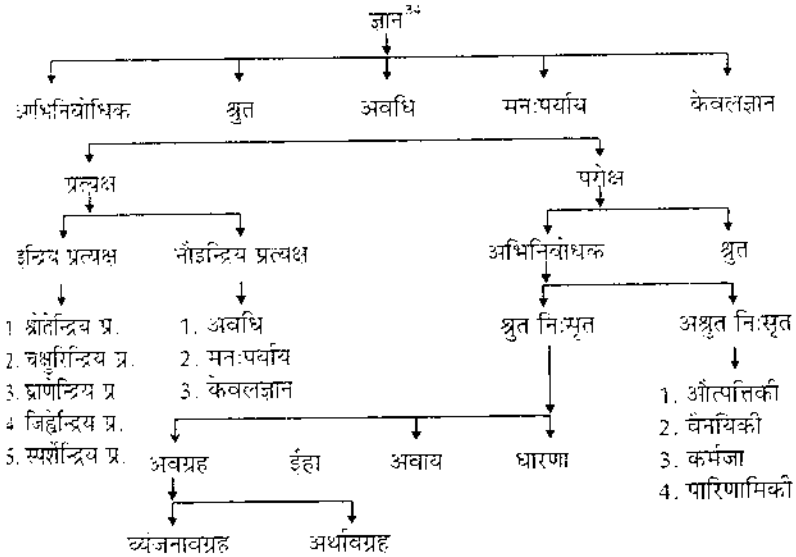 ज्ञान³⁴
आभिनिबोधिक श्रुत अवधि मनःपर्याय केवलज्ञान
प्रत्यक्ष परोक्ष
इन्द्रिय प्रत्यक्ष नोइन्द्रिय प्रत्यक्ष अभिनिबोधक श्रुत
1 श्रोतेन्द्रिय प्र. 1. अवधि श्रुत निःसृत अश्रुत निःसृत
2. चक्षुरिन्द्रिय प्र. 2. मनःपर्याय
3. घ्राणेन्द्रिय प्र 3. केवलज्ञान 1. औत्पत्तिकी
4 जिह्वेन्द्रिय प्र. 2. वैनयिकी
5. स्पर्शेन्द्रिय प्र. अवग्रह ईहा अवाय धारणा 3. कर्मजा
4. पारिणामिकी
व्यंजनावग्रह अर्थावग्रह